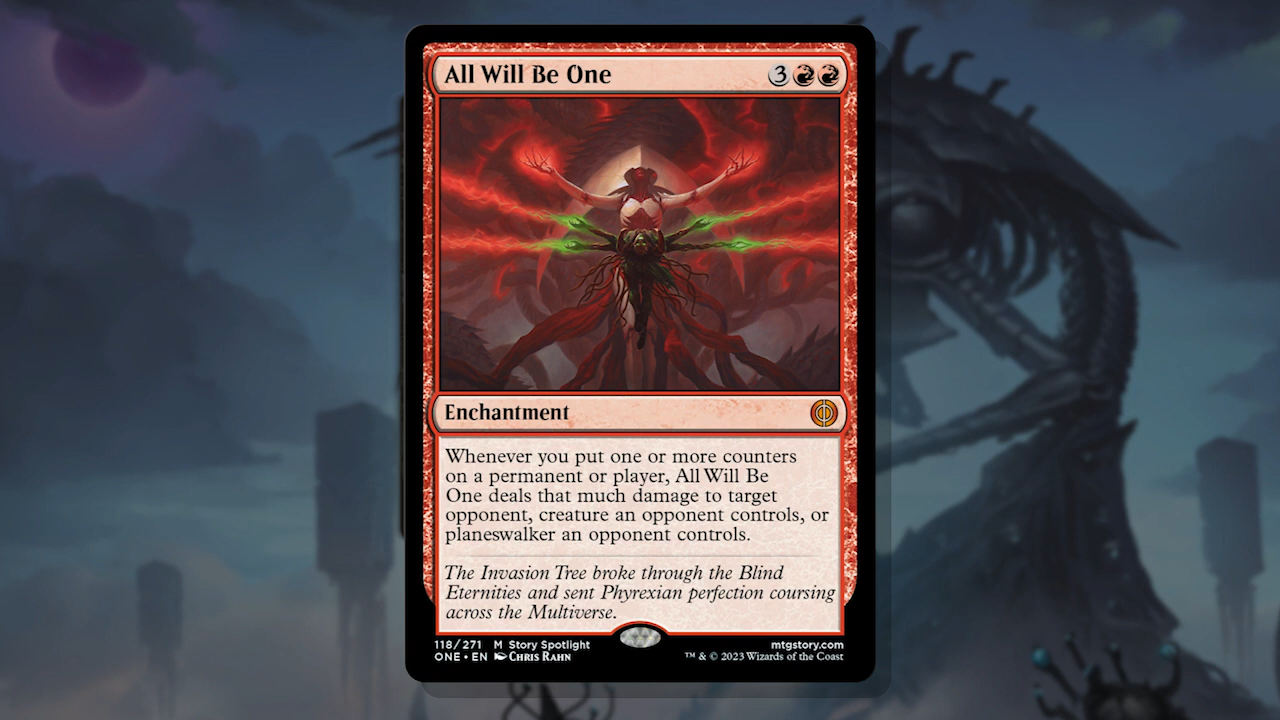 All Will Be One 3
Enchantment
Whenever you put one or more counters
on a permanent or player, All Will Be
One deals that much damage to target
opponent, creature an opponent controls, or
planeswalker an opponent controls.
The Invasion Tree broke through the Blind
Eternities and sent Phyrexian perfection coursing
across the Multiverse.
118/271 M Story Spotlight
ONE • EN Chris Rahn
mtgstory.com
™ & © 2023 Wizards of the Coast